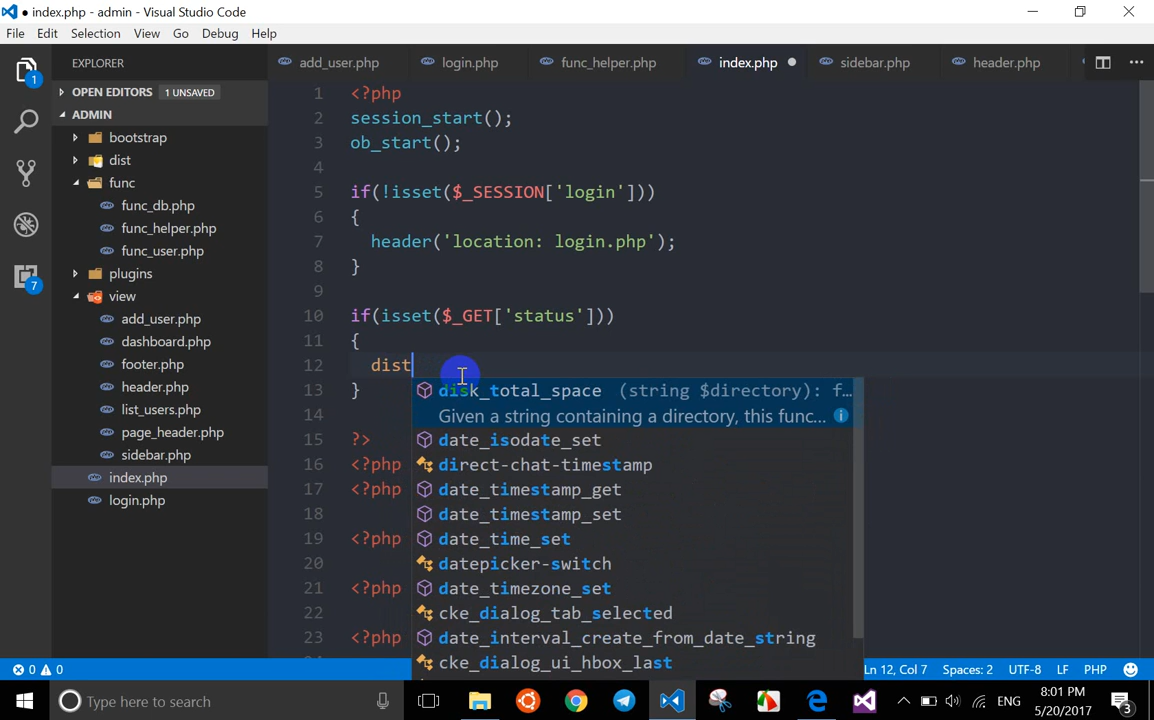 ● index.php - admin - Visual Studio Code
File Edit Selection View Go Debug Help
EXPLORER
add_user.php login.php func_helper.php index.php ● sidebar.php header.php
OPEN EDITORS 1 UNSAVED
ADMIN
bootstrap
dist
func
func_db.php
func_helper.php
func_user.php
plugins
view
add_user.php
dashboard.php
footer.php
header.php
list_users.php
page_header.php
sidebar.php
index.php
login.php
1
7
1 <?php
2 session_start();
3 ob_start();
4
5 if(!isset($_SESSION['login']))
6 {
7 header('location: login.php');
8 }
9
10 if(isset($_GET['status']))
11 {
12 dist
13 }
14
15 ?>
16 <?php
17 <?php
18
19 <?php
20
21 <?php
22
23 <?php
disk_total_space (string $directory): f...
Given a string containing a directory, this func...
date_isodate_set
direct-chat-timestamp
date_timestamp_get
date_timestamp_set
date_time_set
datepicker-switch
date_timezone_set
cke_dialog_tab_selected
date_interval_create_from_date_string
cke_dialog_ui_hbox_last
0 0 Ln 12, Col 7 Spaces: 2 UTF-8 LF PHP
Type here to search
ENG
8:01 PM
5/20/2017
3